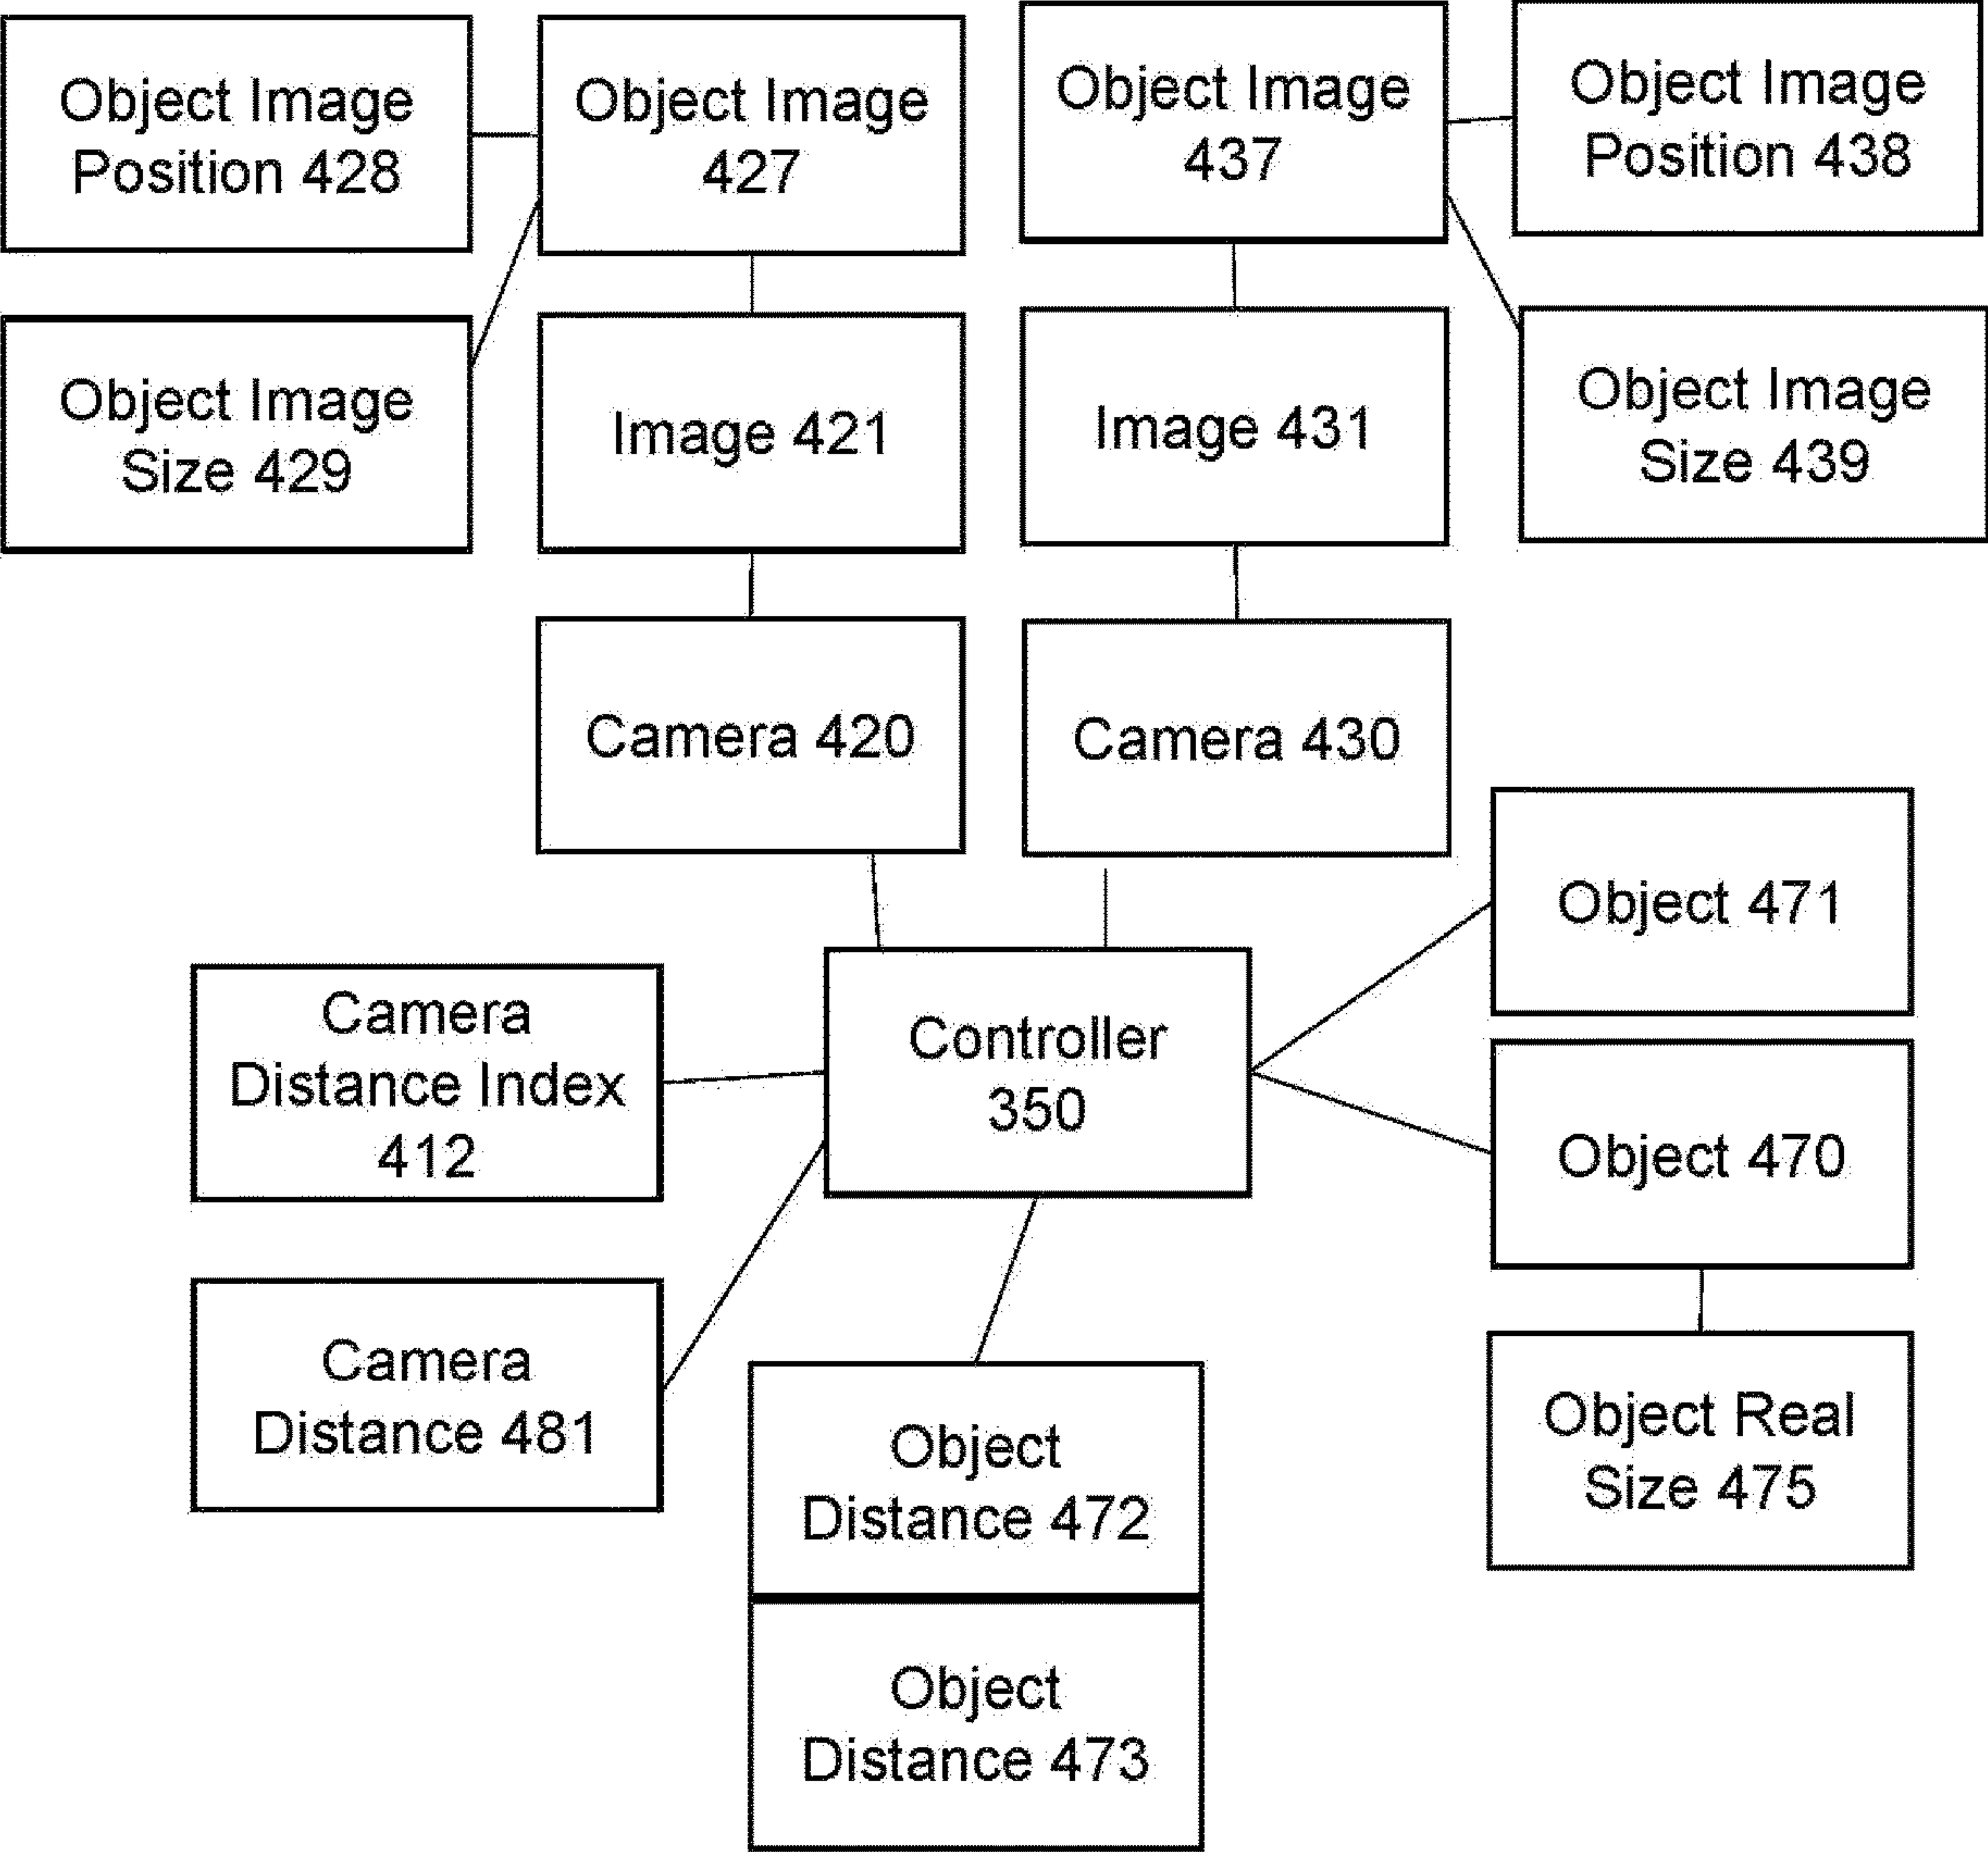 Object Image
Position 428
Object Image
427
Object Image
437
Object Image
Position 438
Object Image
Size 429
Image 421
Image 431
Object Image
Size 439
Camera 420
Camera 430
Object 471
Camera
Distance Index
412
Controller
350
Object 470
Camera
Distance 481
Object
Distance 472
Object Real
Size 475
Object
Distance 473